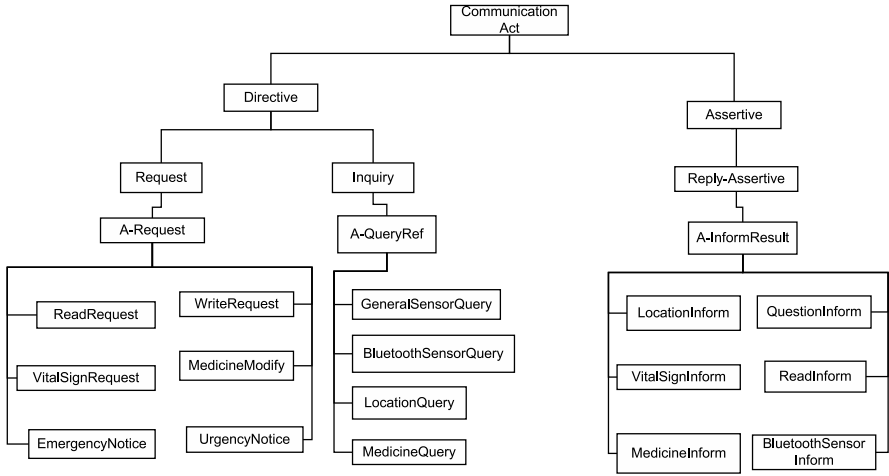 Communication
Act
Directive
Assertive
Request
Inquiry
Reply-Assertive
A-Request
A-QueryRef
A-InformResult
ReadRequest
WriteRequest
VitalSignRequest
MedicineModify
EmergencyNotice
UrgencyNotice
GeneralSensorQuery
BluetoothSensorQuery
LocationQuery
MedicineQuery
LocationInform
QuestionInform
VitalSignInform
ReadInform
MedicineInform
BluetoothSensor
Inform